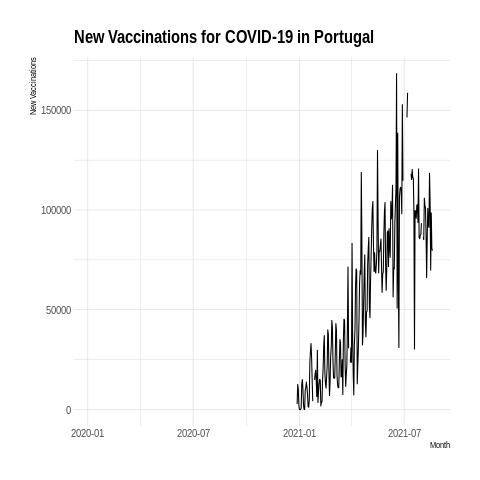 New Vaccinations for COVID-19 in Portugal
New Vaccinations
150000
100000
50000
0
2020-01
2020-07
2021-01
2021-07
Month